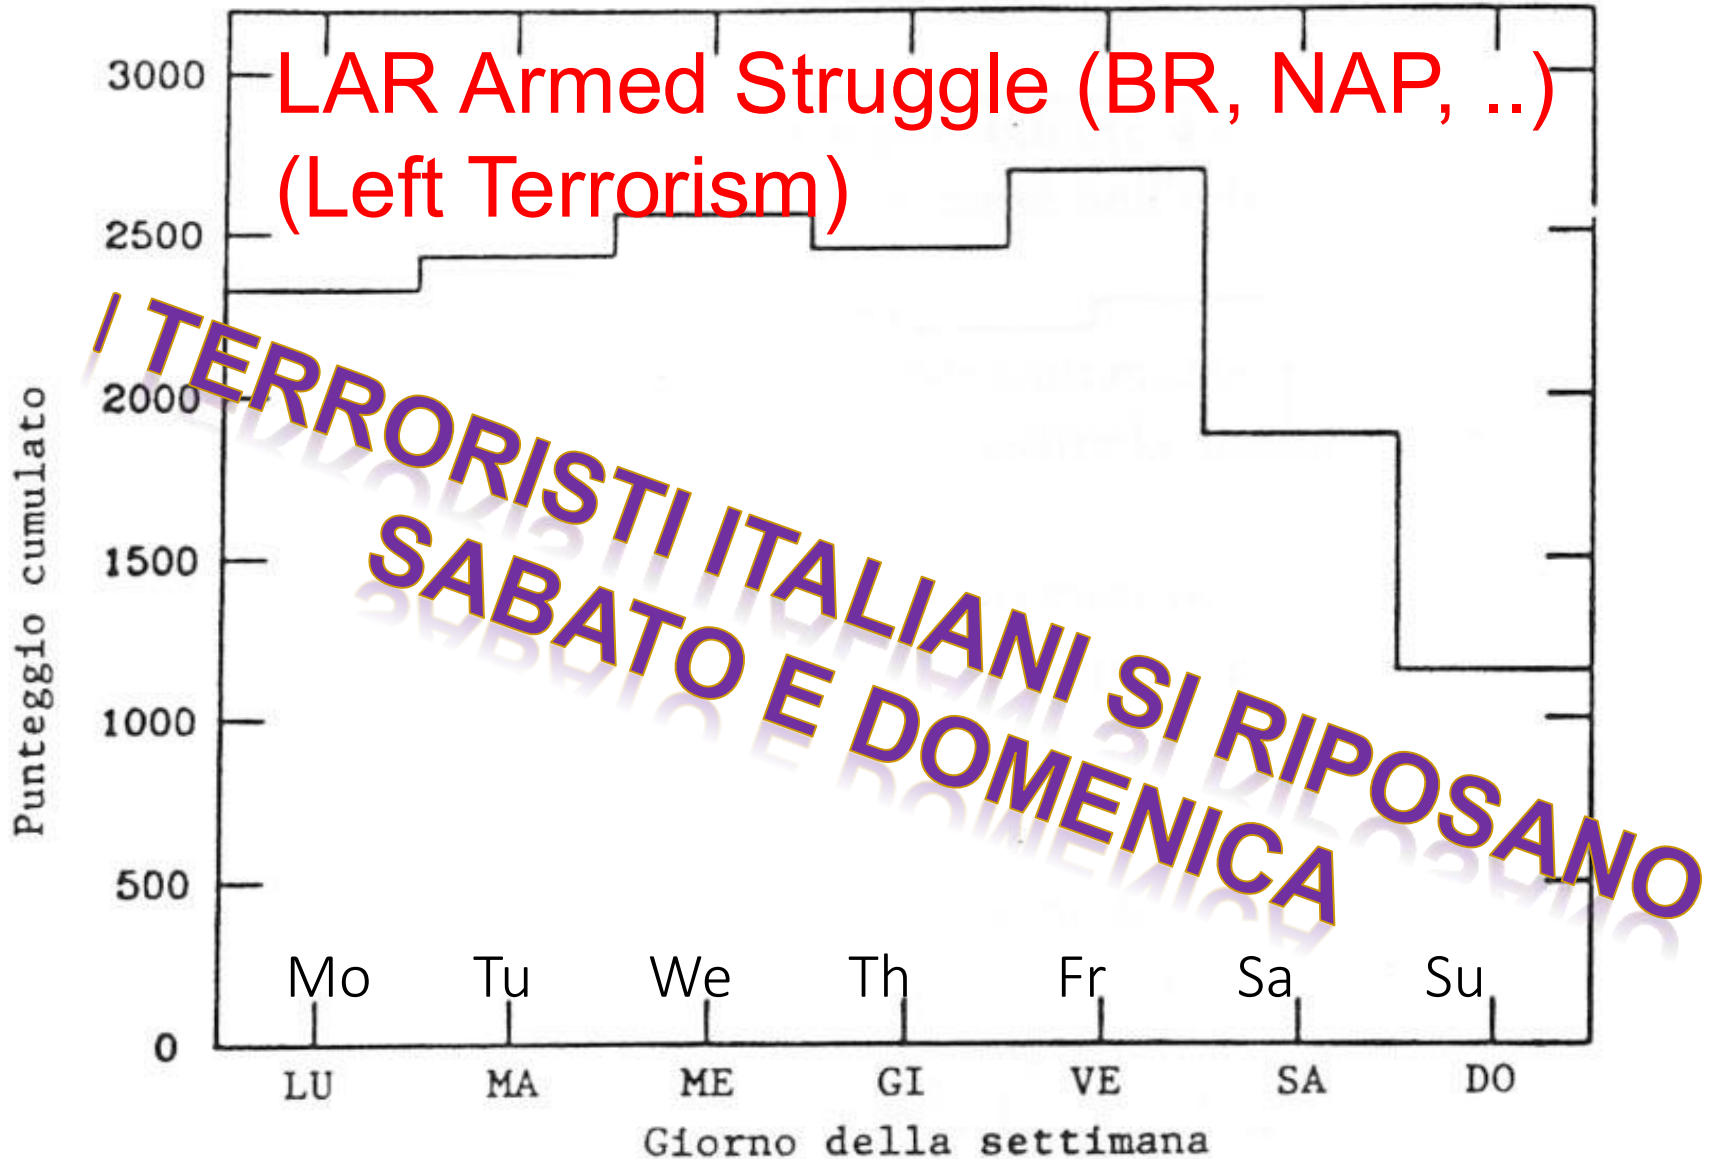 LAR Armed Struggle (BR, NAP, ..)
(Left Terrorism)
3000
2500
2000
1500
1000
500
0
Punteggio cumulato
I TERRORISTI ITALIANI SI RIPOSANO
SABATO E DOMENICA
Mo Tu We Th Fr Sa Su
LU MA ME GI VE SA DO
Giorno della settimana